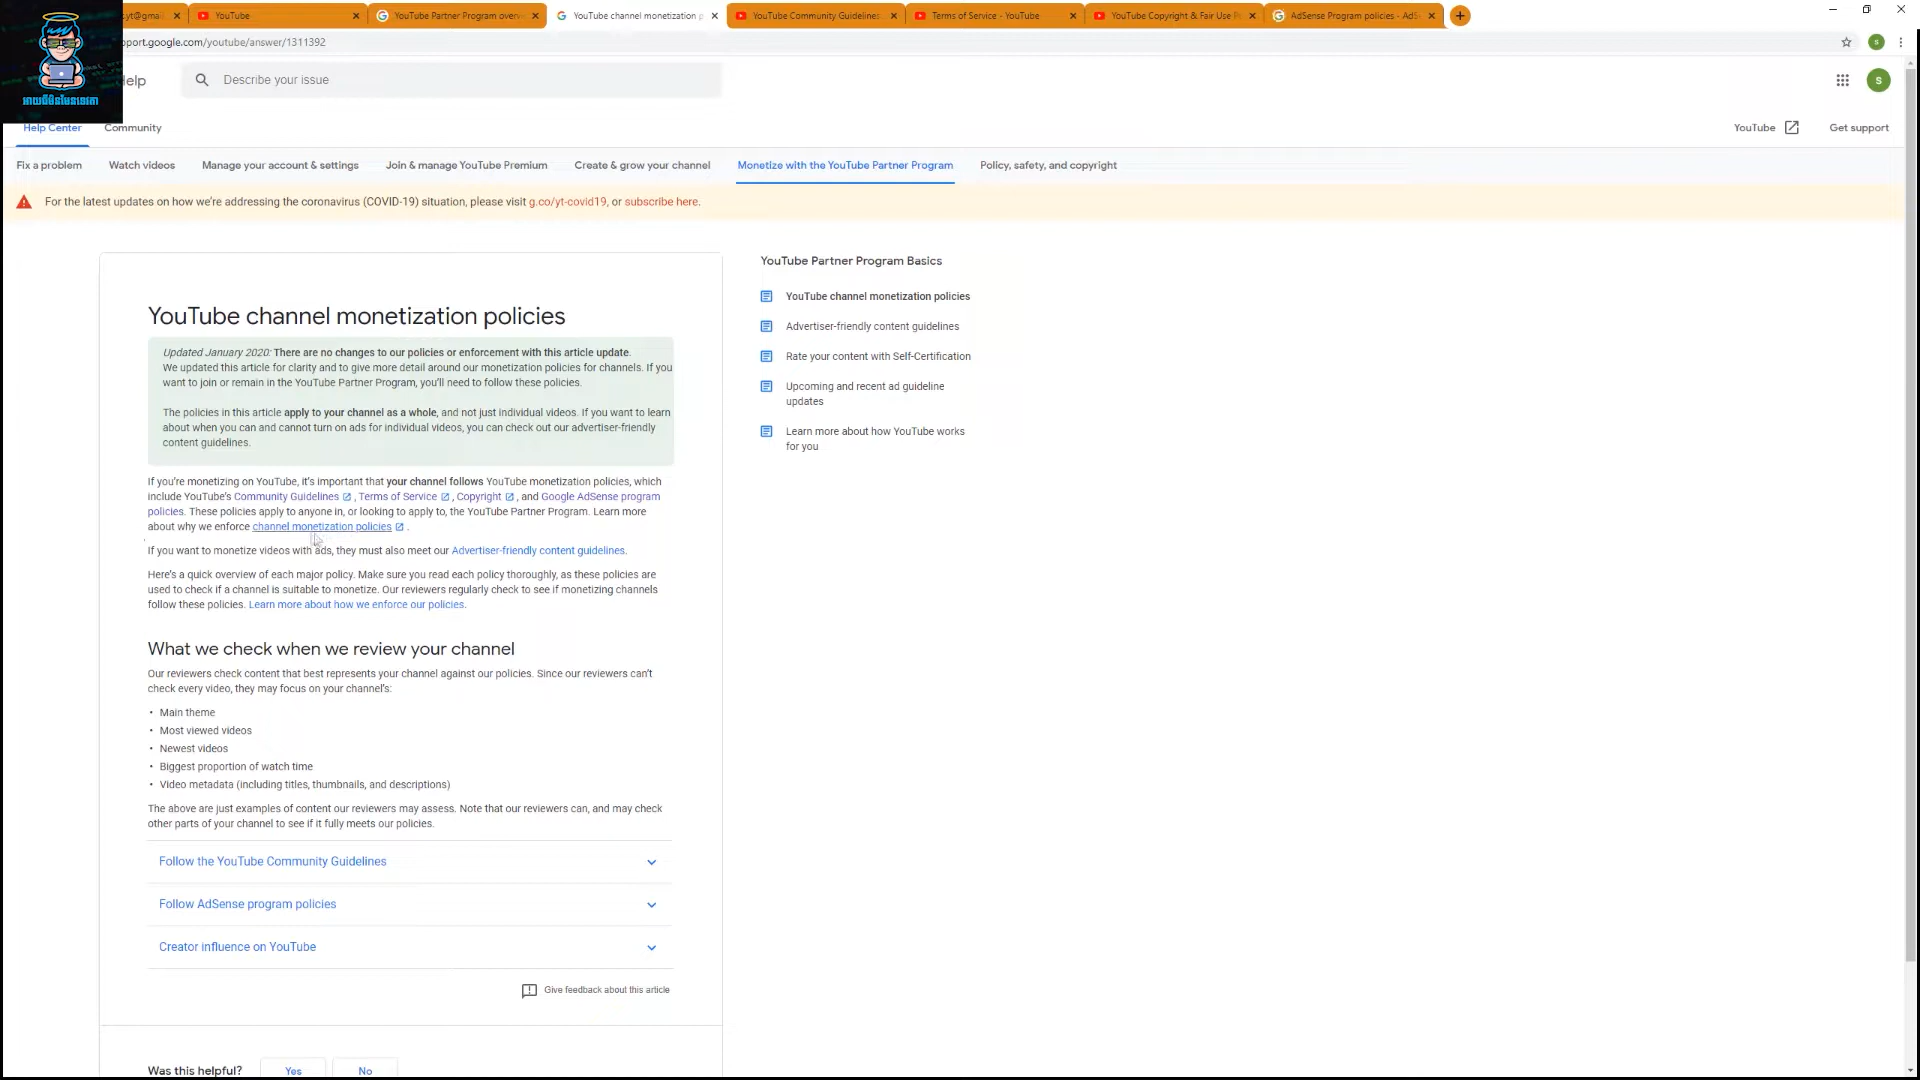 cyt@gmai
YouTube
YouTube Partner Program overv
YouTube channel monetization p
YouTube Community Guidelines
Terms of Service - YouTube
YouTube Copyright & Fair Use P
AdSense Program policies - AdS
port.google.com/youtube/answer/1311392
S
អាយធីមិនមែនទេវតា
elp
Describe your issue
S
Help Center
Community
YouTube
Get support
Fix a problem
Watch videos
Manage your account & settings
Join & manage YouTube Premium
Create & grow your channel
Monetize with the YouTube Partner Program
Policy, safety, and copyright
For the latest updates on how we're addressing the coronavirus (COVID-19) situation, please visit g.co/yt-covid19, or subscribe here.
YouTube channel monetization policies
Updated January 2020: There are no changes to our policies or enforcement with this article update.
We updated this article for clarity and to give more detail around our monetization policies for channels. If you
want to join or remain in the YouTube Partner Program, you'll need to follow these policies.
The policies in this article apply to your channel as a whole, and not just individual videos. If you want to learn
about when you can and cannot turn on ads for individual videos, you can check out our advertiser-friendly
content guidelines.
If you're monetizing on YouTube, it's important that your channel follows YouTube monetization policies, which
include YouTube's Community Guidelines , Terms of Service , Copyright , and Google AdSense program
policies. These policies apply to anyone in, or looking to apply to, the YouTube Partner Program. Learn more
about why we enforce channel monetization policies .
If you want to monetize videos with ads, they must also meet our Advertiser-friendly content guidelines.
Here's a quick overview of each major policy. Make sure you read each policy thoroughly, as these policies are
used to check if a channel is suitable to monetize. Our reviewers regularly check to see if monetizing channels
follow these policies. Learn more about how we enforce our policies.
What we check when we review your channel
Our reviewers check content that best represents your channel against our policies. Since our reviewers can't
check every video, they may focus on your channel's:
• Main theme
• Most viewed videos
• Newest videos
• Biggest proportion of watch time
• Video metadata (including titles, thumbnails, and descriptions)
The above are just examples of content our reviewers may assess. Note that our reviewers can, and may check
other parts of your channel to see if it fully meets our policies.
Follow the YouTube Community Guidelines
Follow AdSense program policies
Creator influence on YouTube
Give feedback about this article
Was this helpful?
Yes
No
YouTube Partner Program Basics
YouTube channel monetization policies
Advertiser-friendly content guidelines
Rate your content with Self-Certification
Upcoming and recent ad guideline
updates
Learn more about how YouTube works
for you